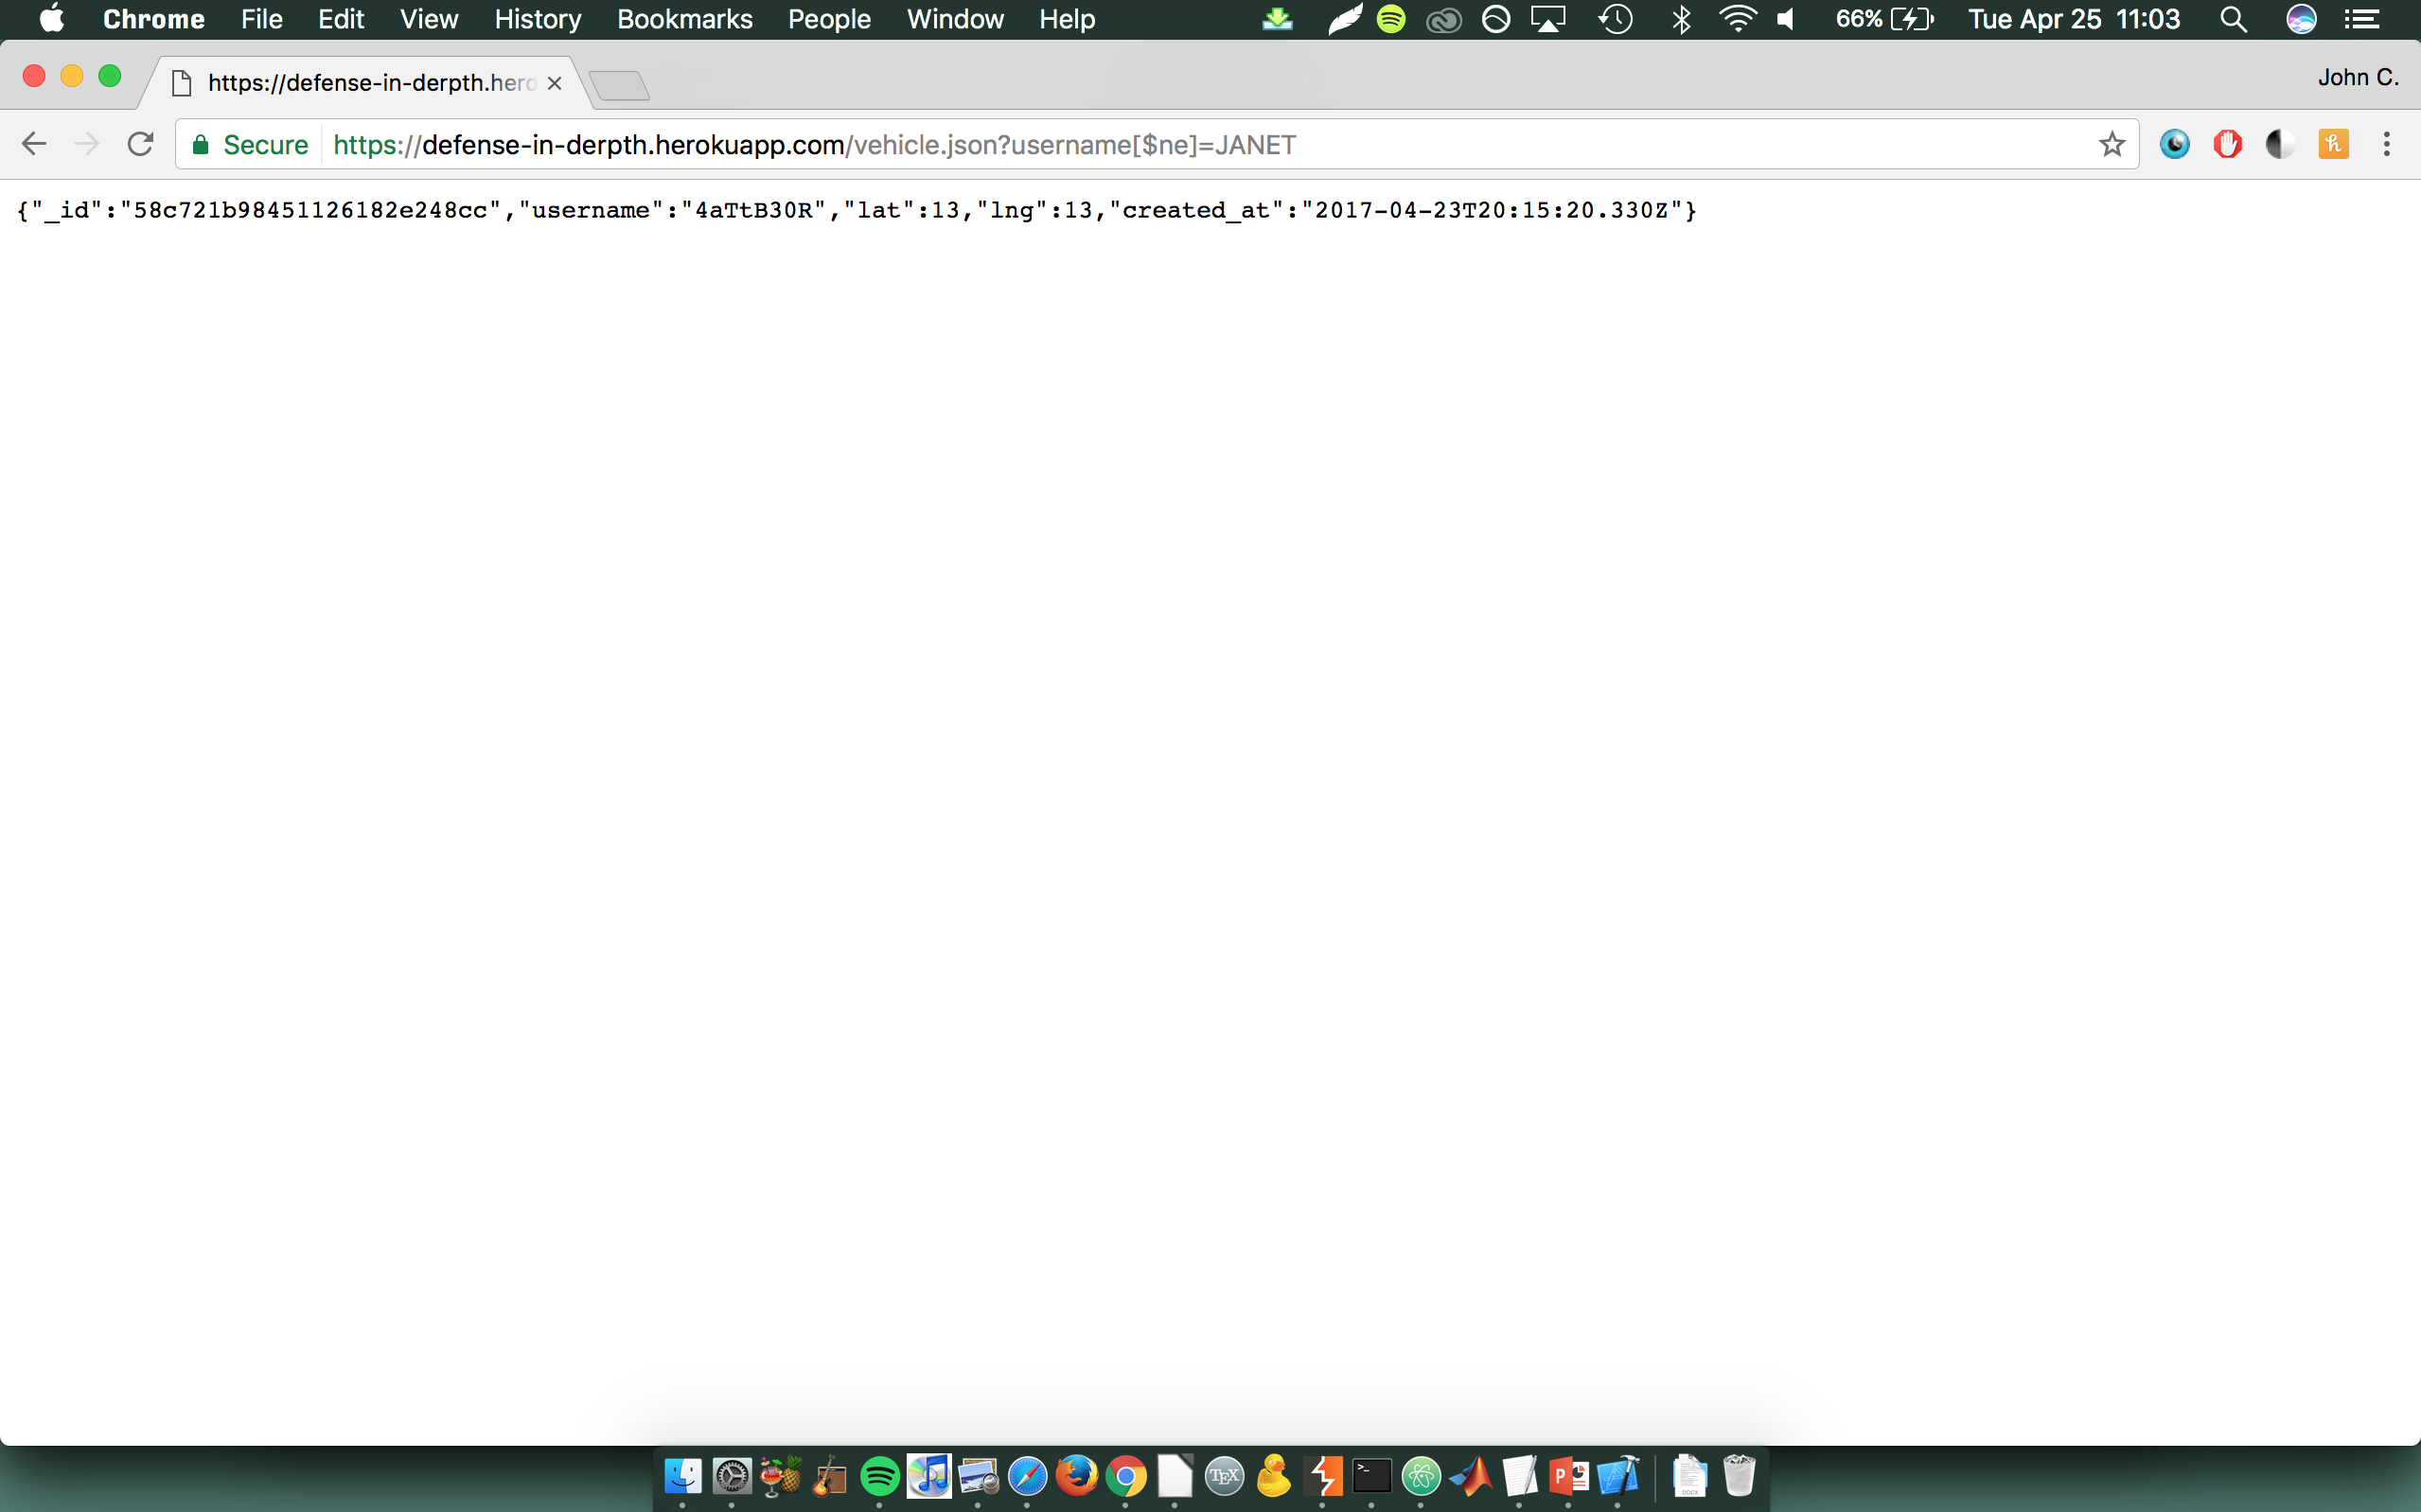 Chrome File Edit View History Bookmarks People Window Help 66% Tue Apr 25 11:03
https://defense-in-derpth.hero John C.
Secure https://defense-in-derpth.herokuapp.com/vehicle.json?username[$ne]=JANET
{"_id":"58c721b98451126182e248cc","username":"4aTtB30R","lat":13,"lng":13,"created_at":"2017-04-23T20:15:20.330Z"}
TEX
DOCX